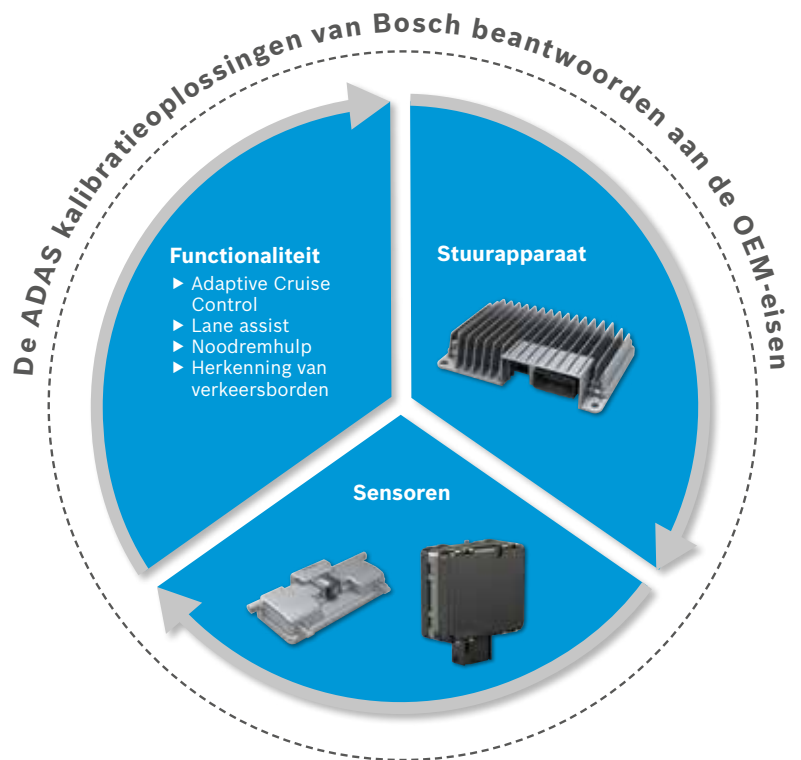 De ADAS kalibratieoplossingen van Bosch beantwoorden aan de OEM-eisen
Functionaliteit
▶ Adaptive Cruise
Control
▶ Lane assist
▶ Noodremhulp
▶ Herkenning van
verkeersborden
Stuurapparaat
Sensoren